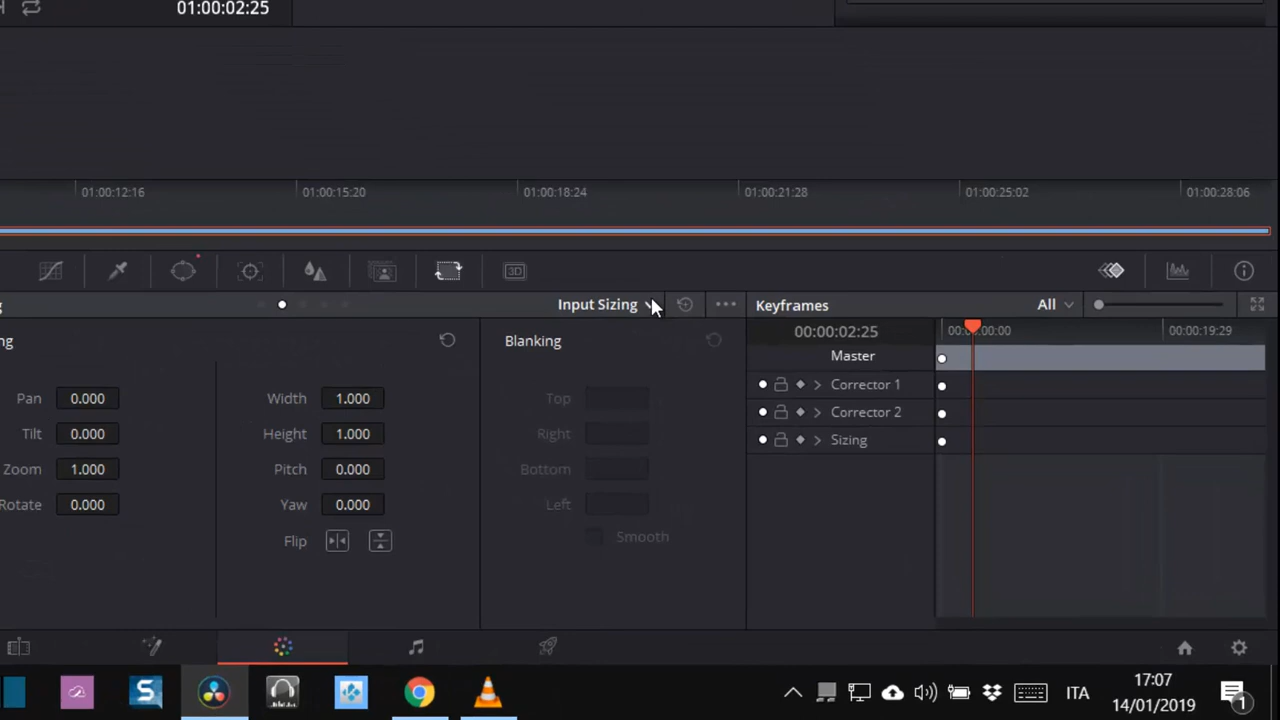 01:00:02:25
01:00:12:16
01:00:15:20
01:00:18:24
01:00:21:28
01:00:25:02
01:00:28:06
3D
g
Input Sizing
Keyframes
All
00:00:02:25
00:00:19:29
ng
Blanking
Master
Pan 0.000
Width 1.000
Top
Corrector 1
Tilt 0.000
Height 1.000
Right
Corrector 2
Zoom 1.000
Pitch 0.000
Bottom
Sizing
Rotate 0.000
Yaw 0.000
Left
Flip
Smooth
S
ITA
17:07
14/01/2019
1